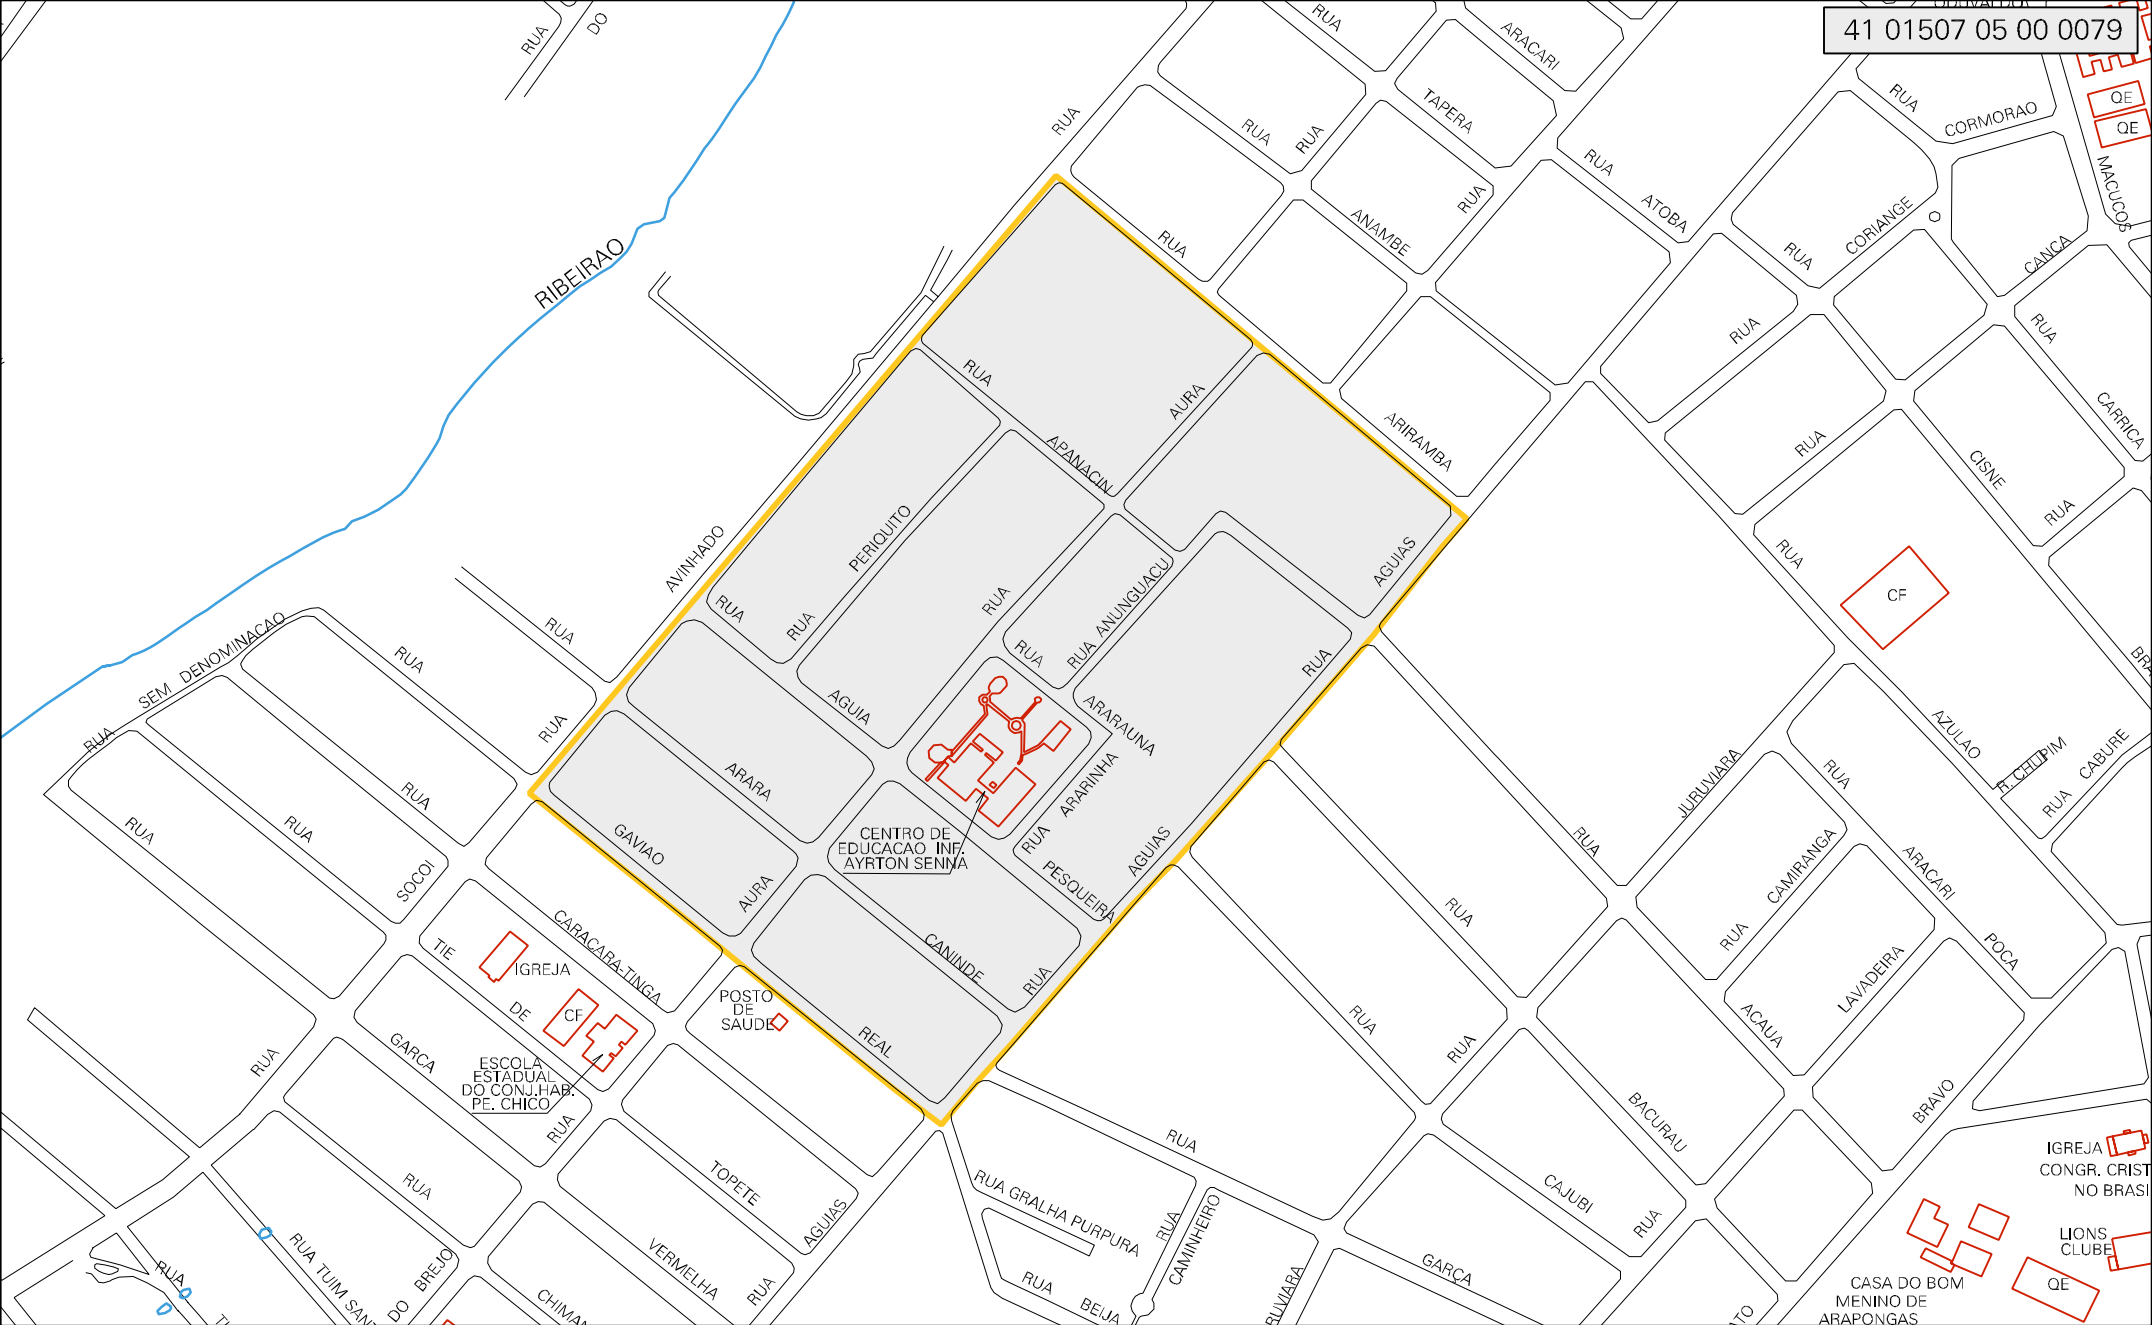 41 01507 05 00 0079
RUA
DO
RUA
ARACARI
RUA
TAPERA
RUA
RUA
RUA
ATOBA
RUA
CORMORAO
QE
QE
MACUCOS
RUA
CORIANGE
CANCA
RUA
RUA
ANAMBE
RUA
RIBEIRAO
RUA
RUA
CARRICA
RUA
AURA
ARIRAMBA
RUA
CISNE
RUA
APANACIN
PERIQUITO
AVINHADO
AGUIAS
RUA
CF
RUA
RUA
RUA
RUA ANUNGUACU
RUA
RUA
RUA
RUA
RUA SEM DENOMINACAO
RUA
AGUIA
ARARAUNA
RUA
AZULAO
R. CHUPIM
RUA CABURE
ARARA
ARARINHA
RUA
JURUVIARA
RUA
RUA
RUA
RUA
RUA
GAVIAO
CENTRO DE
EDUCACAO INF.
AYRTON SENNA
RUA
PESQUEIRA
AGUIAS
RUA
CAMIRANGA
ARACARI
POCA
SOCOI
AURA
CARACARA-TINGA
CANINDE
RUA
RUA
RUA
LAVADEIRA
TIE
DE
IGREJA
CF
POSTO
DE
SAUDE
REAL
RUA
RUA
ACAUA
GARCA
RUA
ESCOLA
ESTADUAL
DO CONJ.HAB.
PE. CHICO
RUA
RUA
BACURAU
BRAVO
RUA
TOPETE
AGUIAS
RUA GRALHA PURPURA
RUA
CAMINHEIRO
CAJUBI
RUA
IGREJA
CONGR. CRIST
NO BRASI
LIONS
CLUBE
RUA
RUA TUIM SANT
DO BREJO
VERMELHA
RUA
RUA
BEIJA
GARÇA
CASA DO BOM
MENINO DE
ARAPONGAS
QE
CHIMAN
RUVIARA